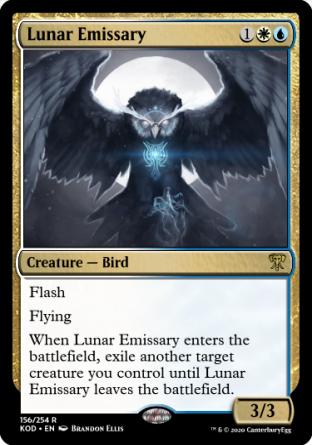 Lunar Emissary 1
Creature — Bird
Flash
Flying
When Lunar Emissary enters the
battlefield, exile another target
creature you control until Lunar
Emissary leaves the battlefield.
3/3
156/254 R
KOD • EN Brandon Ellis
™ & © 2020 CanterburyEgg